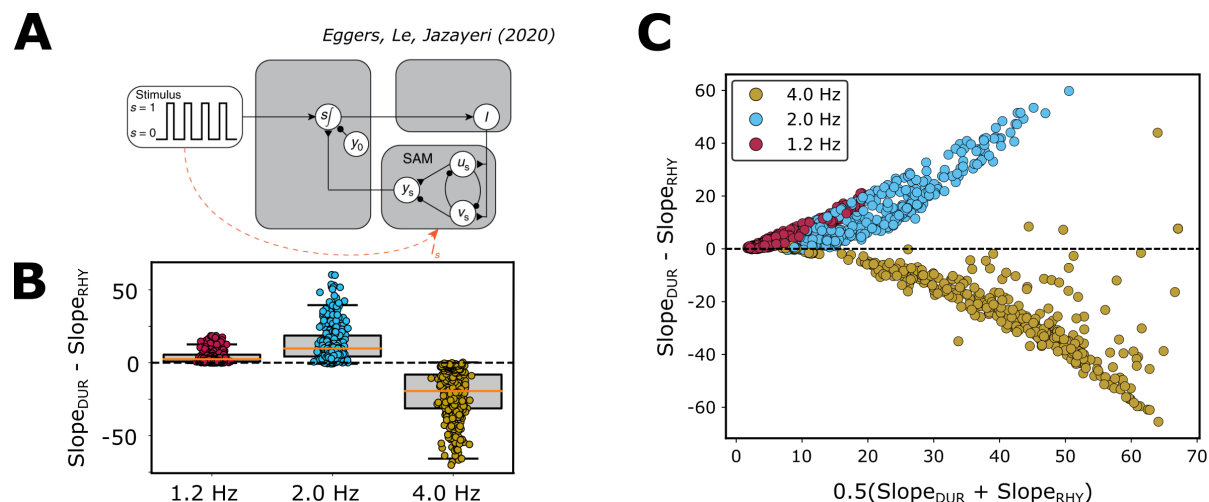 A
Eggers, Le, Jazayeri (2020)
Stimulus
s = 1
s = 0
s∫
y0
I
SAM
us
ys
vs
Is
B
SlopeDUR - SlopeRHY
50
0
-50
1.2 Hz
2.0 Hz
4.0 Hz
C
SlopeDUR - SlopeRHY
60
40
20
0
-20
-40
-60
4.0 Hz
2.0 Hz
1.2 Hz
0
10
20
30
40
50
60
70
0.5(SlopeDUR + SlopeRHY)